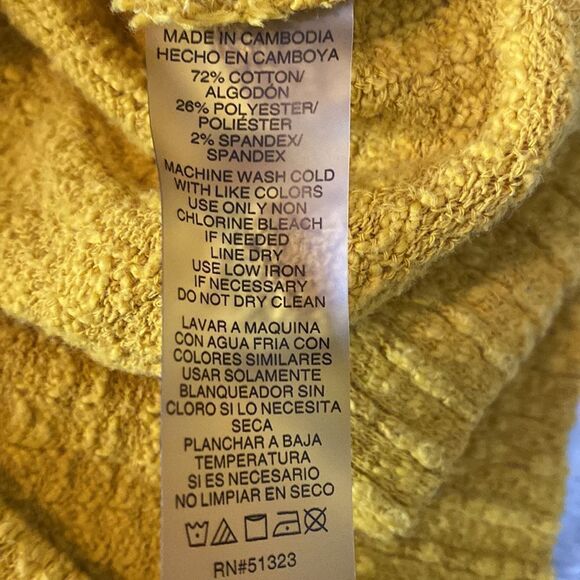 MADE IN CAMBODIA
HECHO EN CAMBOYA
72% COTTON/
ALGODÓN
26% POLYESTER/
POLIÉSTER
2% SPANDEX/
SPANDEX
MACHINE WASH COLD
WITH LIKE COLORS
USE ONLY NON
CHLORINE BLEACH
IF NEEDED
LINE DRY
USE LOW IRON
IF NECESSARY
DO NOT DRY CLEAN
LAVAR A MAQUINA
CON AGUA FRIA CON
COLORES SIMILARES
USAR SOLAMENTE
BLANQUEADOR SIN
CLORO SI LO NECESITA
SECA
PLANCHAR A BAJA
TEMPERATURA
SI ES NECESARIO
NO LIMPIAR EN SECO
RN#51323